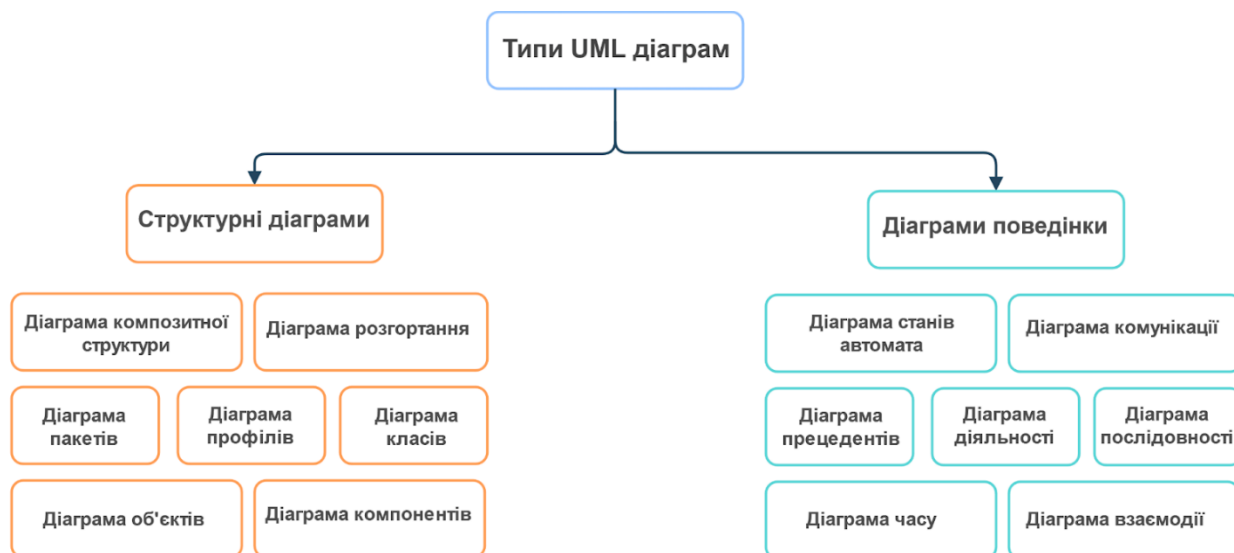 Типи UML діаграм
Структурні діаграми
Діаграми поведінки
Діаграма композитної
структури
Діаграма розгортання
Діаграма станів
автомата
Діаграма комунікації
Діаграма
пакетів
Діаграма
профілів
Діаграма
класів
Діаграма
прецедентів
Діаграма
діяльності
Діаграма
послідовності
Діаграма об'єктів
Діаграма компонентів
Діаграма часу
Діаграма взаємодії